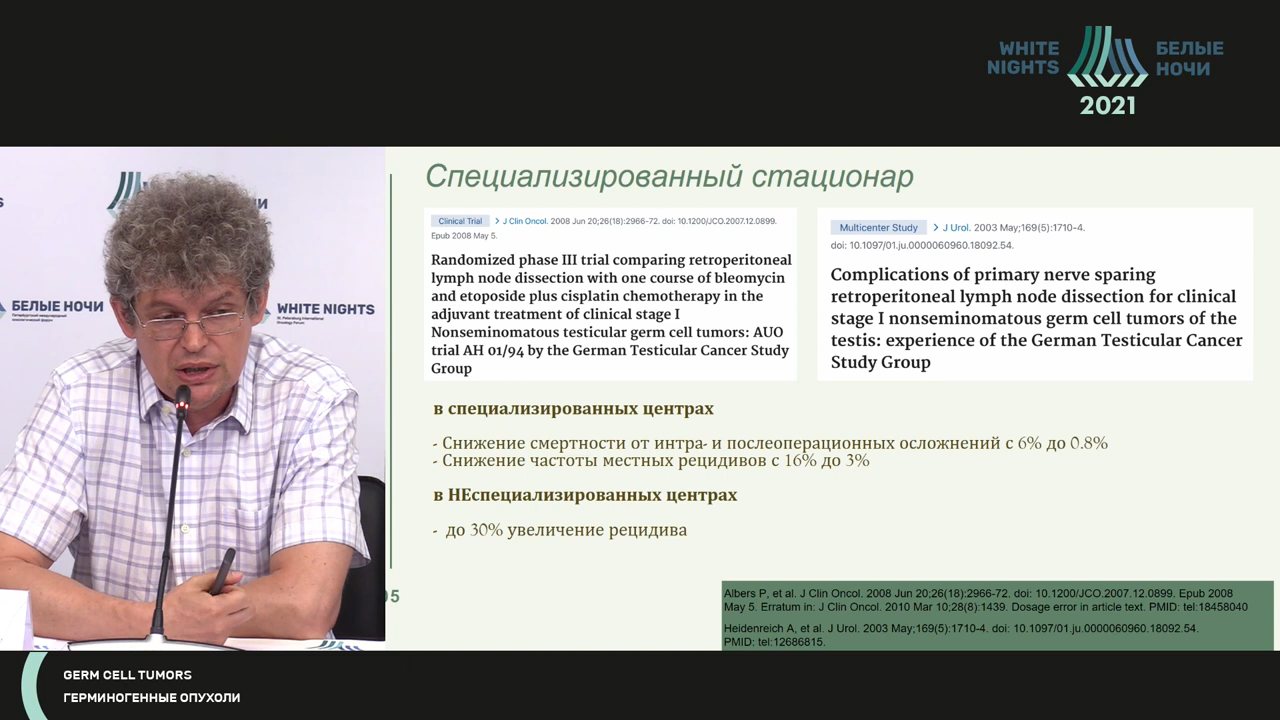 WHITE
NIGHTS
БЕЛЫЕ
НОЧИ
2021
Специализированный стационар
Clinical Trial > J Clin Oncol. 2008 Jun 20;26(18):2966-72. doi: 10.1200/JCO.2007.12.0899.
Epub 2008 May 5.
Randomized phase III trial comparing retroperitoneal
lymph node dissection with one course of bleomycin
and etoposide plus cisplatin chemotherapy in the
adjuvant treatment of clinical stage I
Nonseminomatous testicular germ cell tumors: AUO
trial AH 01/94 by the German Testicular Cancer Study
Group
Multicenter Study > J Urol. 2003 May;169(5):1710-4.
doi: 10.1097/01.ju.0000060960.18092.54.
Complications of primary nerve sparing
retroperitoneal lymph node dissection for clinical
stage I nonseminomatous germ cell tumors of the
testis: experience of the German Testicular Cancer
Study Group
в специализированных центрах
- Снижение смертности от интра- и послеоперационных осложнений с 6% до 0.8%
- Снижение частоты местных рецидивов с 16% до 3%
в НЕспециализированных центрах
- до 30% увеличение рецидива
Albers P, et al. J Clin Oncol. 2008 Jun 20;26(18):2966-72. doi: 10.1200/JCO.2007.12.0899. Epub 2008
May 5. Erratum in: J Clin Oncol. 2010 Mar 10;28(8):1439. Dosage error in article text. PMID: tel:18458040
Heidenreich A, et al. J Urol. 2003 May;169(5):1710-4. doi: 10.1097/01.ju.0000060960.18092.54.
PMID: tel:12686815.
БЕЛЫЕ НОЧИ
WHITE NIGHTS
St. Petersburg International
Oncology Forum
GERM CELL TUMORS
ГЕРМИНОГЕННЫЕ ОПУХОЛИ